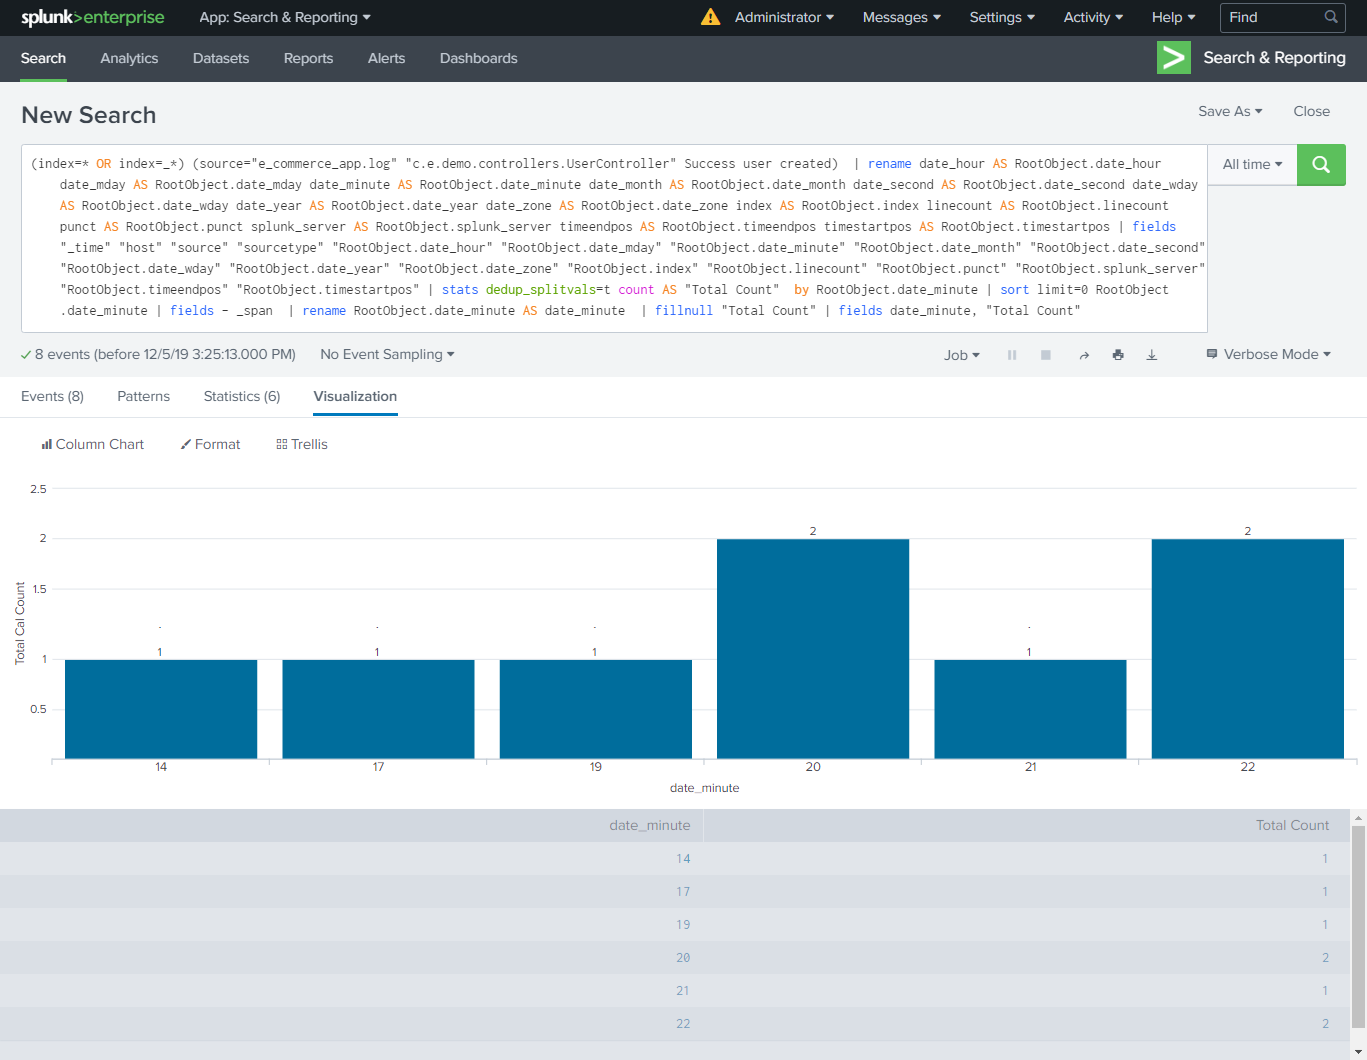 splunk>enterprise App: Search & Reporting Administrator Messages Settings Activity Help Find
Search Analytics Datasets Reports Alerts Dashboards Search & Reporting
New Search Save As Close
(index=* OR index=_*) (source="e_commerce_app.log" "c.e.demo.controllers.UserController" Success user created)  | rename date_hour AS RootObject.date_hour
date_mday AS RootObject.date_mday date_minute AS RootObject.date_minute date_month AS RootObject.date_month date_second AS RootObject.date_second date_wday
AS RootObject.date_wday date_year AS RootObject.date_year date_zone AS RootObject.date_zone index AS RootObject.index linecount AS RootObject.linecount
punct AS RootObject.punct splunk_server AS RootObject.splunk_server timeendpos AS RootObject.timeendpos timestartpos AS RootObject.timestartpos | fields
"_time" "host" "source" "sourcetype" "RootObject.date_hour" "RootObject.date_mday" "RootObject.date_minute" "RootObject.date_month" "RootObject.date_second"
"RootObject.date_wday" "RootObject.date_year" "RootObject.date_zone" "RootObject.index" "RootObject.linecount" "RootObject.punct" "RootObject.splunk_server"
"RootObject.timeendpos" "RootObject.timestartpos" | stats dedup_splitvals=t count AS "Total Count"  by RootObject.date_minute | sort limit=0 RootObject
.date_minute | fields - _span  | rename RootObject.date_minute AS date_minute  | fillnull "Total Count" | fields date_minute, "Total Count"
All time
8 events (before 12/5/19 3:25:13.000 PM) No Event Sampling Job Verbose Mode
Events (8) Patterns Statistics (6) Visualization
Column Chart Format Trellis
Total Cal Count
2.5
2
1.5
1
0.5
1 1 1 2 1 2
14 17 19 20 21 22
date_minute
date_minute Total Count
14 1
17 1
19 1
20 2
21 1
22 2